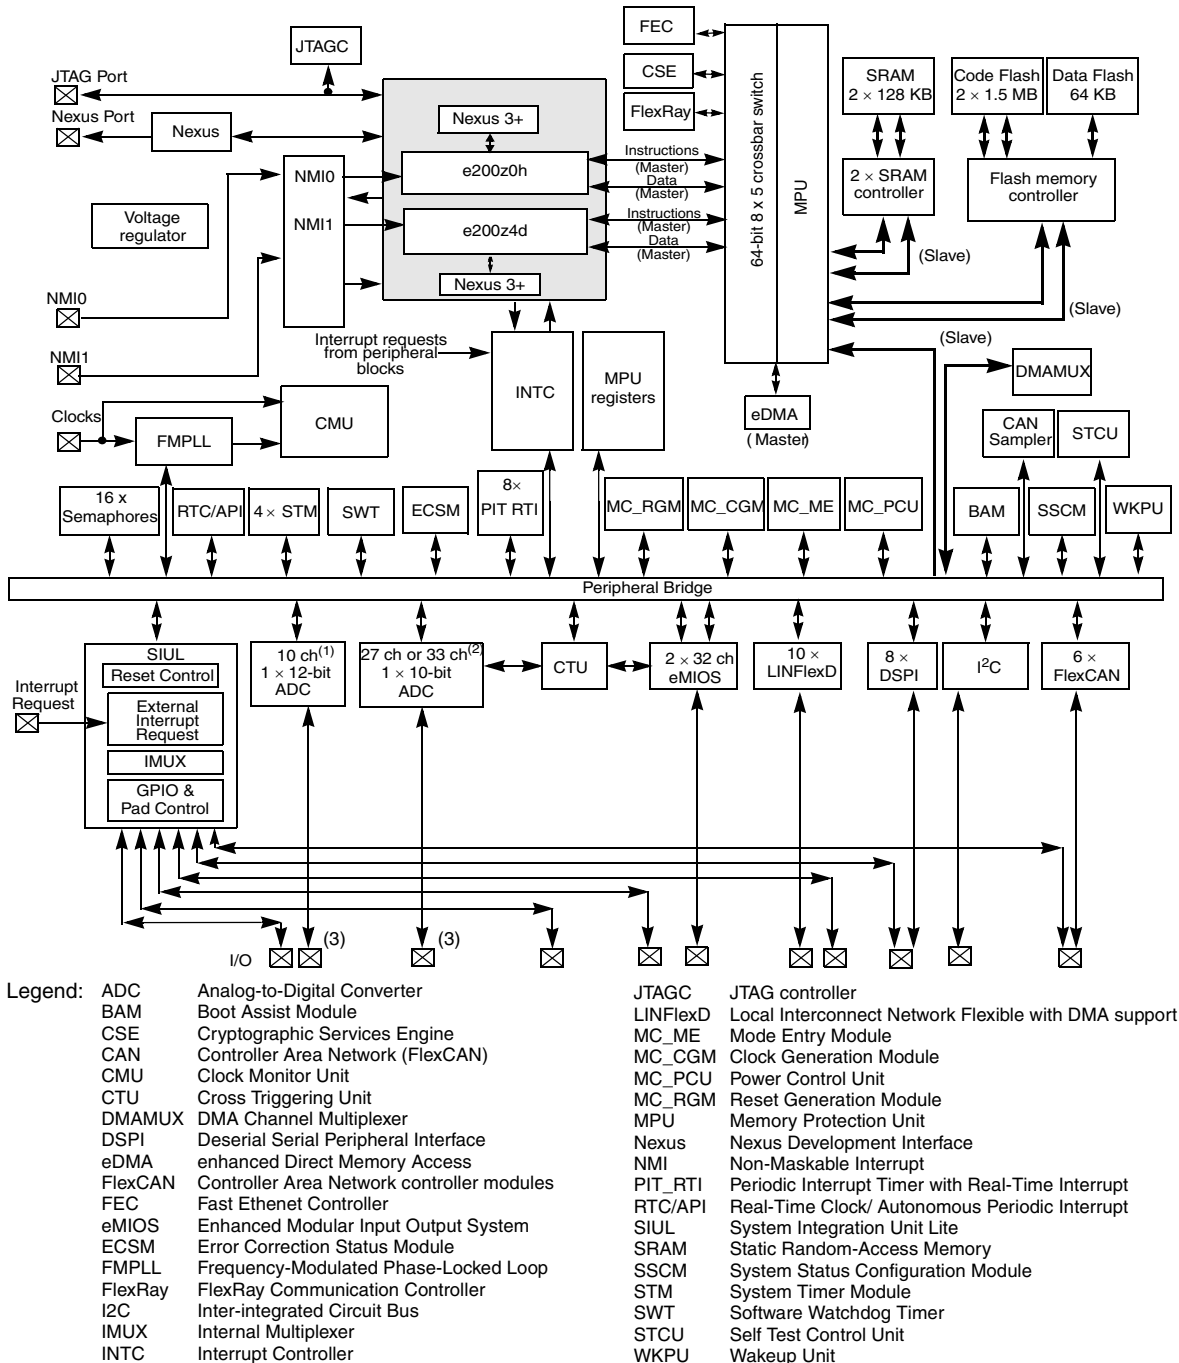 FEC
JTAGC
JTAG Port
CSE
SRAM
2 × 128 KB
Code Flash
2 × 1.5 MB
Data Flash
64 KB
Nexus Port
Nexus
Nexus 3+
FlexRay
64-bit 8 x 5 crossbar switch
MPU
Instructions
(Master)
Data
(Master)
e200z0h
NMI0
2 × SRAM
controller
Flash memory
controller
Voltage
regulator
NMI1
e200z4d
Instructions
(Master)
Data
(Master)
(Slave)
Nexus 3+
NMI0
(Slave)
Interrupt requests
from peripheral
blocks
(Slave)
NMI1
INTC
MPU
registers
DMAMUX
eDMA
( Master)
Clocks
FMPLL
CMU
CAN
Sampler
STCU
16 x
Semaphores
RTC/API
4 × STM
SWT
ECSM
8×
PIT RTI
MC_RGM
MC_CGM
MC_ME
MC_PCU
BAM
SSCM
WKPU
Peripheral Bridge
SIUL
Reset Control
10 ch(1)
1 × 12-bit
ADC
27 ch or 33 ch(2)
1 × 10-bit
ADC
CTU
2 × 32 ch
eMIOS
10 ×
LINFlexD
8 ×
DSPI
I2C
6 ×
FlexCAN
Interrupt
Request
External
Interrupt
Request
IMUX
GPIO &
Pad Control
I/O
(3)
(3)
Legend:
ADC Analog-to-Digital Converter
BAM Boot Assist Module
CSE Cryptographic Services Engine
CAN Controller Area Network (FlexCAN)
CMU Clock Monitor Unit
CTU Cross Triggering Unit
DMAMUX DMA Channel Multiplexer
DSPI Deserial Serial Peripheral Interface
eDMA enhanced Direct Memory Access
FlexCAN Controller Area Network controller modules
FEC Fast Ethenet Controller
eMIOS Enhanced Modular Input Output System
ECSM Error Correction Status Module
FMPLL Frequency-Modulated Phase-Locked Loop
FlexRay FlexRay Communication Controller
I2C Inter-integrated Circuit Bus
IMUX Internal Multiplexer
INTC Interrupt Controller
JTAGC JTAG controller
LINFlexD Local Interconnect Network Flexible with DMA support
MC_ME Mode Entry Module
MC_CGM Clock Generation Module
MC_PCU Power Control Unit
MC_RGM Reset Generation Module
MPU Memory Protection Unit
Nexus Nexus Development Interface
NMI Non-Maskable Interrupt
PIT_RTI Periodic Interrupt Timer with Real-Time Interrupt
RTC/API Real-Time Clock/ Autonomous Periodic Interrupt
SIUL System Integration Unit Lite
SRAM Static Random-Access Memory
SSCM System Status Configuration Module
STM System Timer Module
SWT Software Watchdog Timer
STCU Self Test Control Unit
WKPU Wakeup Unit